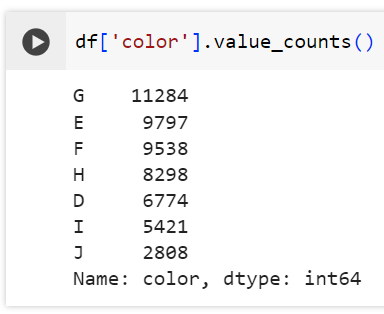 df['color'].value_counts()
G 11284
E 9797
F 9538
H 8298
D 6774
I 5421
J 2808
Name: color, dtype: int64